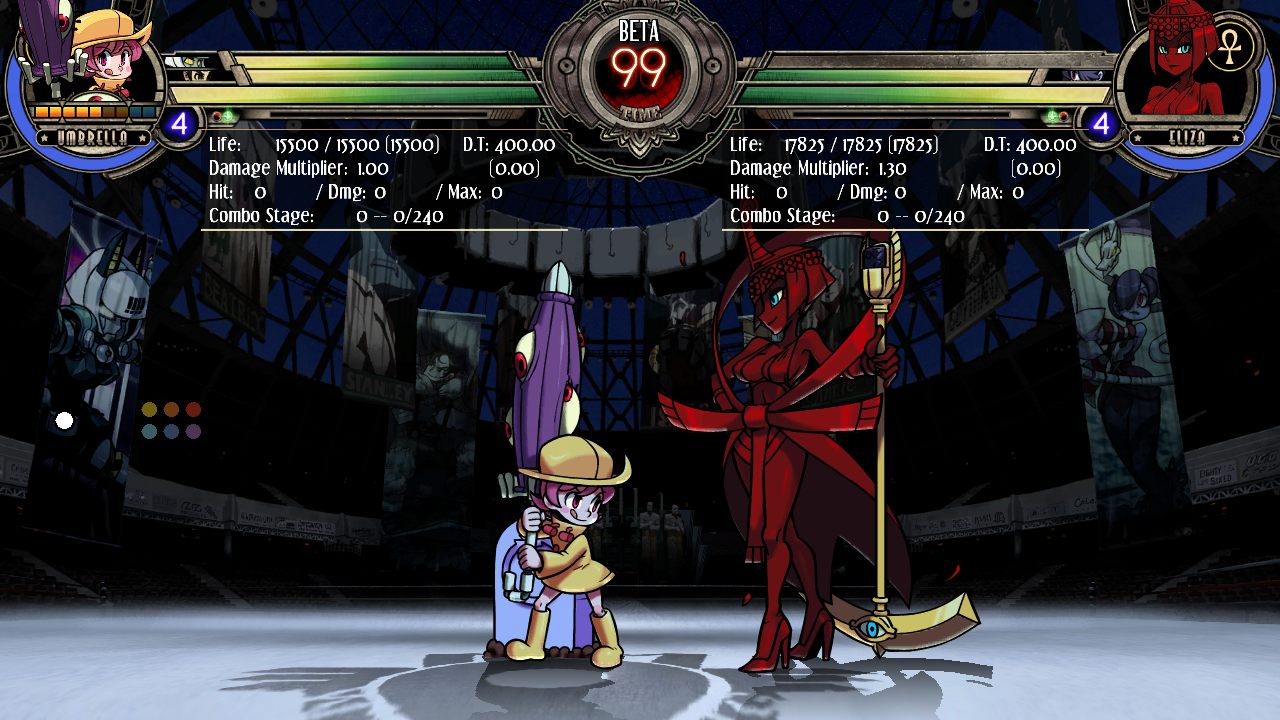 BETA
99
TIME
UMBRELLA
4
4
ELIZA
Life: 15500 / 15500 (15500) D.T: 400.00
Damage Multiplier: 1.00 (0.00)
Hit: 0 / Dmg: 0 / Max: 0
Combo Stage: 0 -- 0/240
Life: 17825 / 17825 (17825) D.T: 400.00
Damage Multiplier: 1.30 (0.00)
Hit: 0 / Dmg: 0 / Max: 0
Combo Stage: 0 -- 0/240
STANLEY